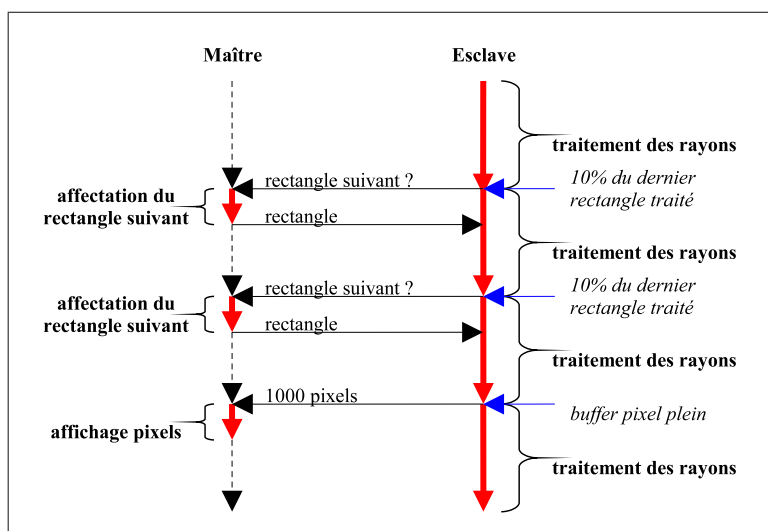 Maître
Esclave
traitement des rayons
rectangle suivant ?
10% du dernier
rectangle traité
affectation du
rectangle suivant
rectangle
traitement des rayons
rectangle suivant ?
10% du dernier
rectangle traité
affectation du
rectangle suivant
rectangle
traitement des rayons
1000 pixels
buffer pixel plein
affichage pixels
traitement des rayons